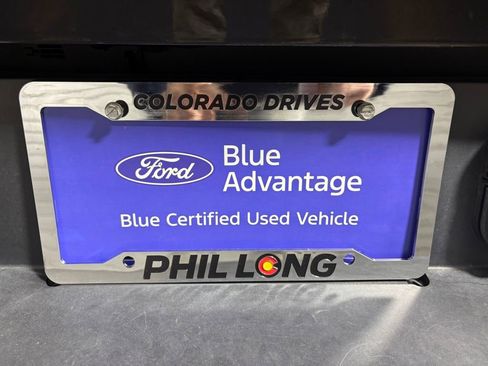 COLORADO DRIVES
Ford
Blue
Advantage
Blue Certified Used Vehicle
PHIL LONG